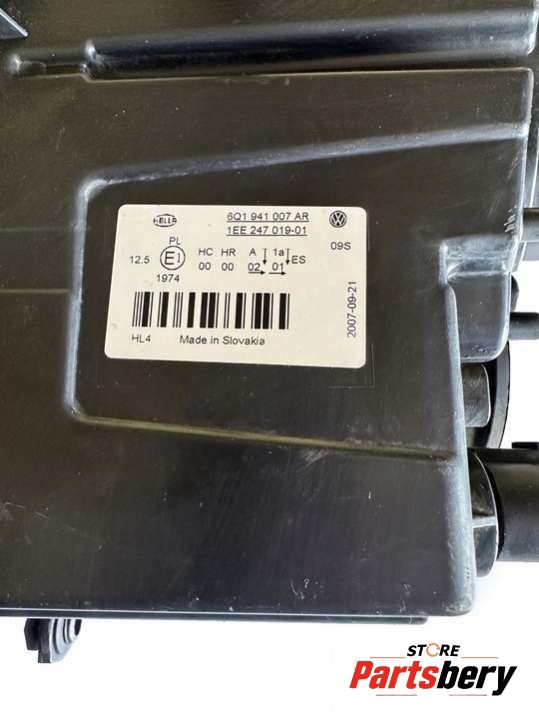 HELLA
6Q1 941 007 AR
1EE 247 019-01
09S
PL
12.5 E1 HC HR A 1a ES
00 00 02 01
1974
2007-09-21
HL4 Made in Slovakia
STORE
Partsbery